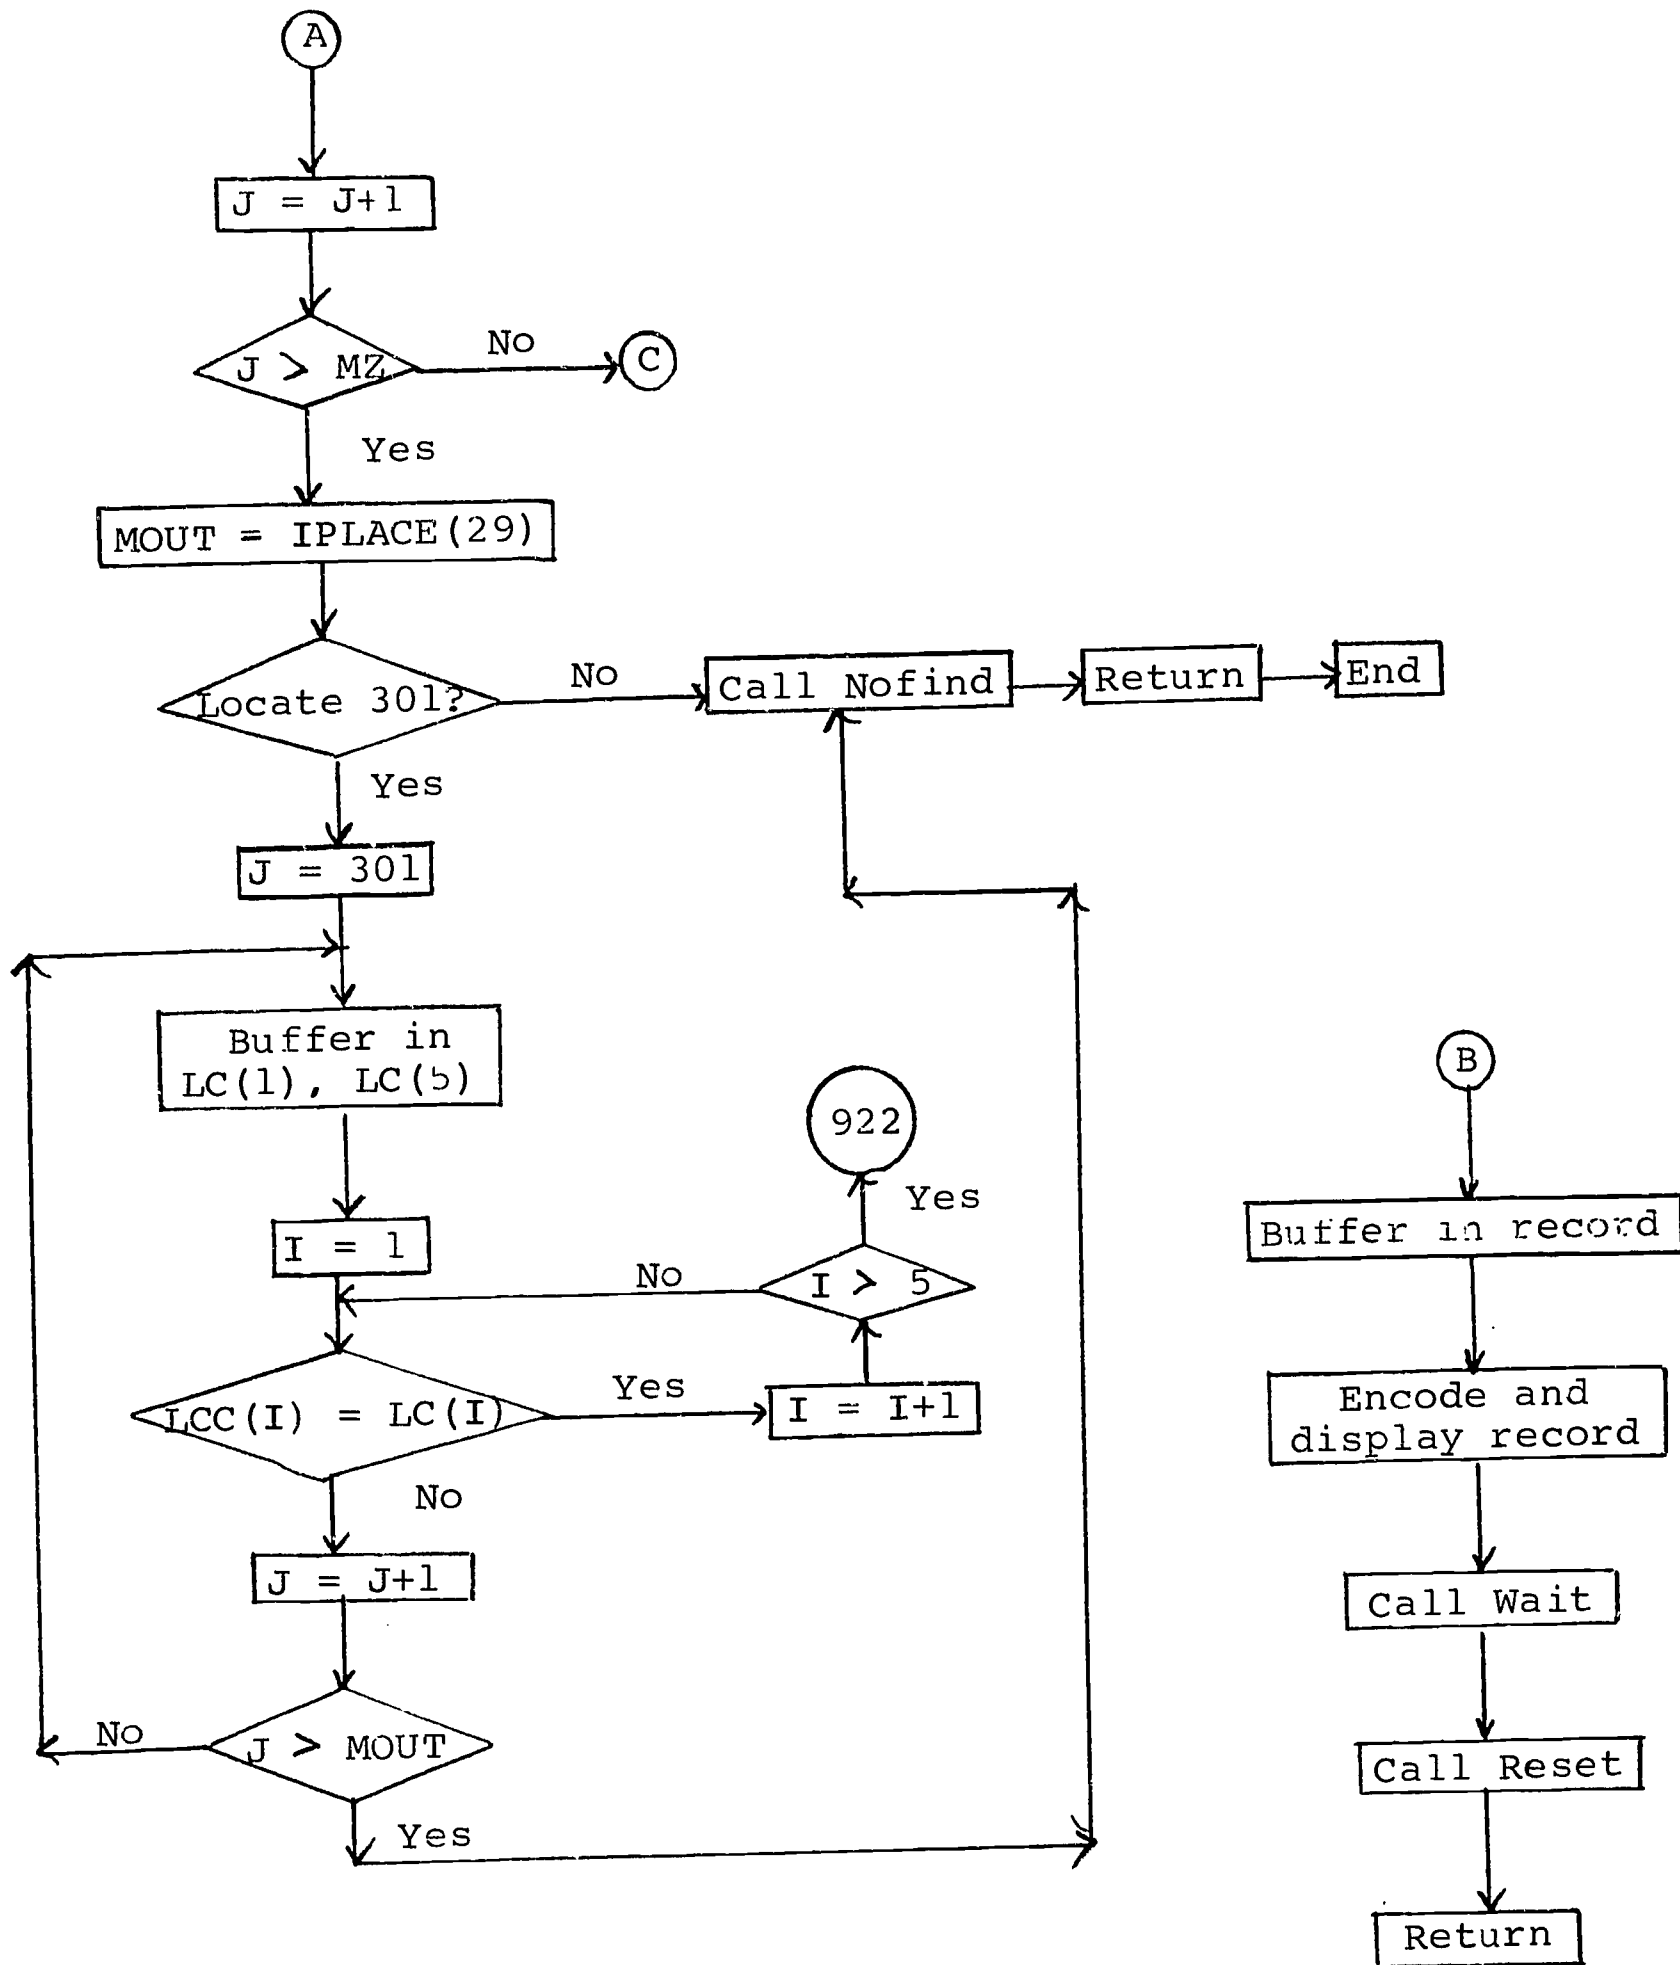 A
J = J+1
J > MZ
No
C
Yes
MOUT = IPLACE(29)
Locate 301?
No
Call Nofind
Return
End
Yes
J = 301
Buffer in
LC(1), LC(5)
I = 1
922
Yes
I > 5
No
LCC(I) = LC(I)
Yes
I = I+1
No
J = J+1
J > MOUT
No
Yes
B
Buffer in record
Encode and
display record
Call Wait
Call Reset
Return